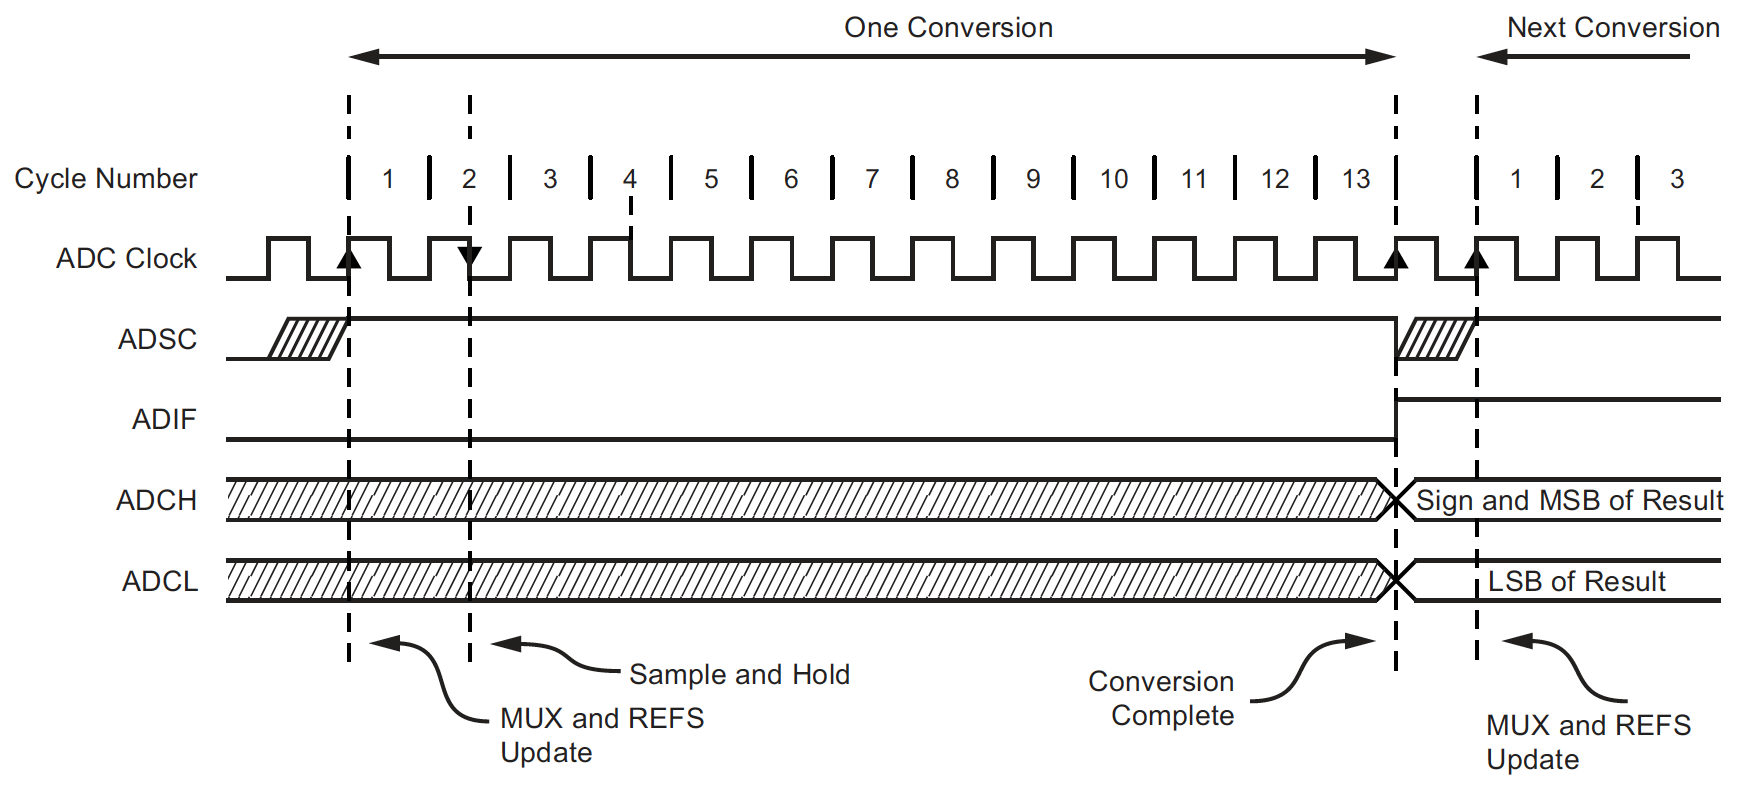 One Conversion
Next Conversion
Cycle Number
1 2 3 4 5 6 7 8 9 10 11 12 13 1 2 3
ADC Clock
ADSC
ADIF
ADCH
Sign and MSB of Result
ADCL
LSB of Result
Sample and Hold
MUX and REFS
Update
Conversion
Complete
MUX and REFS
Update